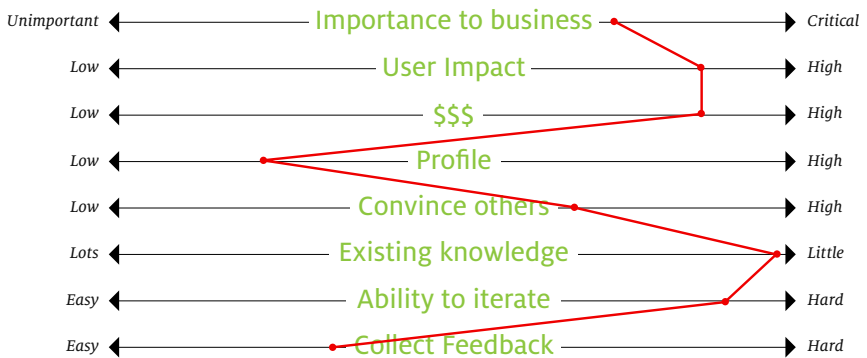 Unimportant Importance to business Critical
Low User Impact High
Low $$$ High
Low Profile High
Low Convince others High
Lots Existing knowledge Little
Easy Ability to iterate Hard
Easy Collect Feedback Hard